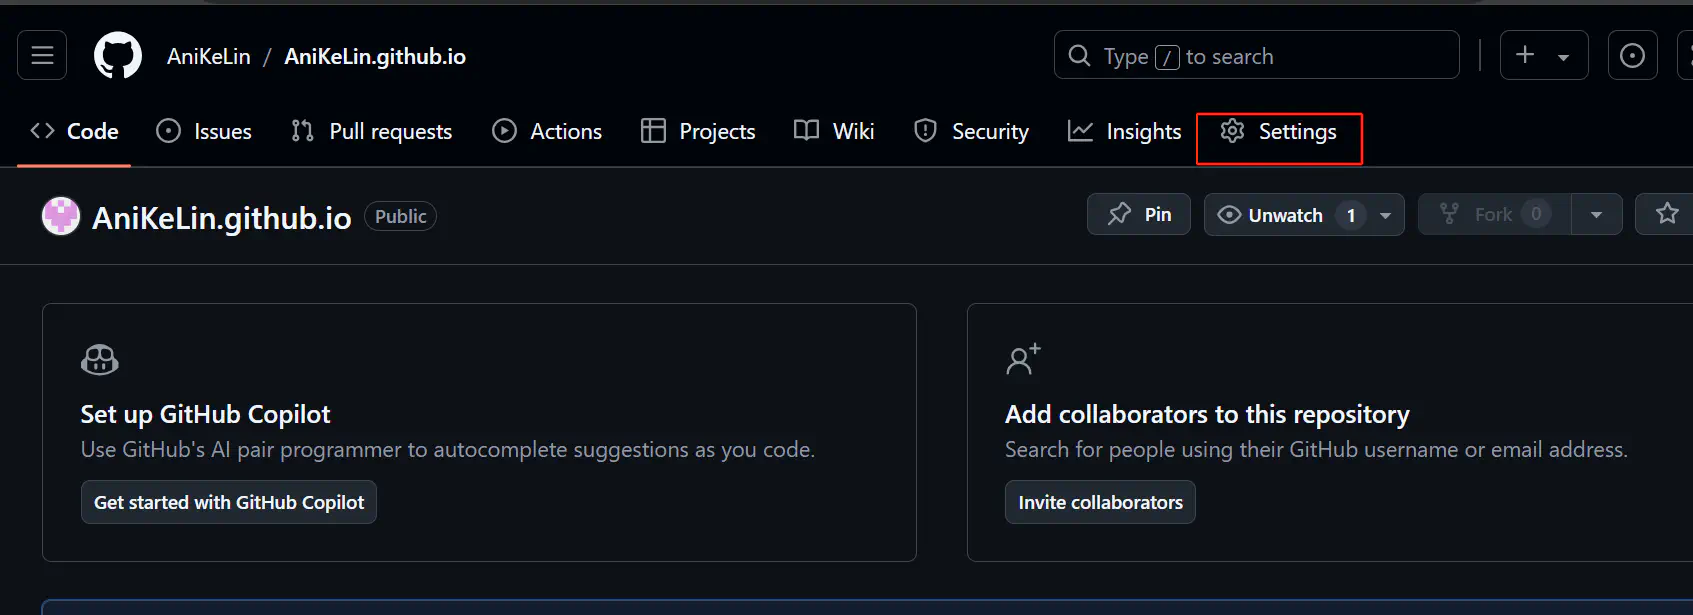 AniKeLin / AniKeLin.github.io
Type / to search
Code Issues Pull requests Actions Projects Wiki Security Insights Settings
AniKeLin.github.io Public
Pin Unwatch 1 Fork 0
Set up GitHub Copilot
Use GitHub's AI pair programmer to autocomplete suggestions as you code.
Get started with GitHub Copilot
Add collaborators to this repository
Search for people using their GitHub username or email address.
Invite collaborators